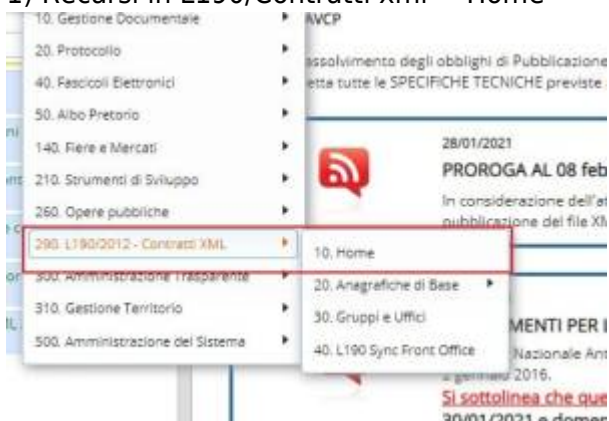 1) Recarsi in L190/Contratti Xml Home
10. Gestione Documentale
20. Protocollo
40. Fascicoli Elettronici
50. Albo Pretorio
140. Fiere e Mercati
210. Strumenti di Sviluppo
260. Opere pubbliche
290. L190/2012 - Contratti XML
300. Amministrazione Trasparente
310. Gestione Territorio
500. Amministrazione del Sistema
10. Home
20. Anagrafiche di Base
30. Gruppi e Uffici
40. L190 Sync Front Office
AVCP
assolvimento degli obblighi di Pubblicazione
etta tutte le SPECIFICHE TECNICHE previste
28/01/2021
PROROGA AL 08 feb
In considerazione dell'at
pubblicazione del file XM
MENTI PER L
Nazionale Ant
2 gennaio 2016.
Si sottolinea che que
30/01/2021 e domen